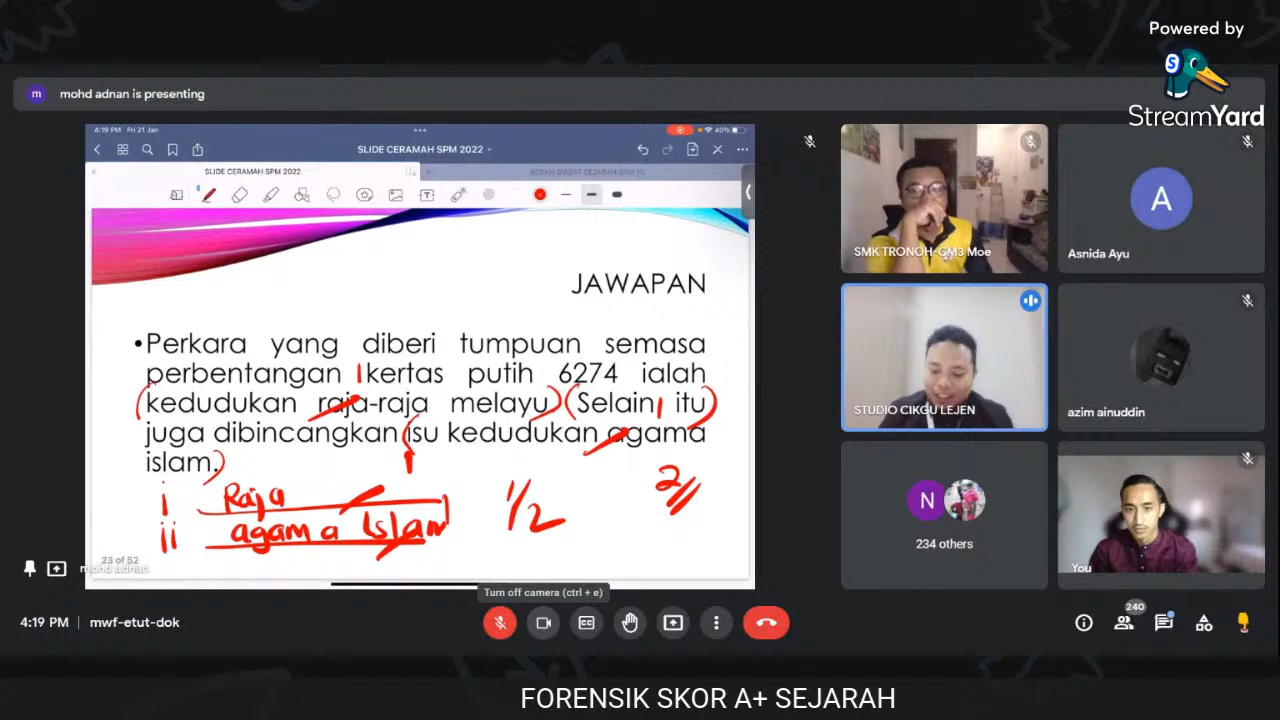 Powered by
StreamYard
m mohd adnan is presenting
4:19 PM Fri 21 Jan
40%
SLIDE CERAMAH SPM 2022
SLIDE CERAMAH SPM 2022
JAWAPAN
•Perkara yang diberi tumpuan semasa
perbentangan kertas putih 6274 ialah
kedudukan raja-raja melayu (Selain itu)
juga dibincangkan isu kedudukan agama
islam.)
i Raja
ii agama Islam
1/2
2//
23 of 52
mohd adnan
SMK TRONOH-GM3 Moe
A
Asnida Ayu
STUDIO CIKGU LEJEN
azim ainuddin
N
234 others
You
Turn off camera (ctrl + e)
4:19 PM mwf-etut-dok
240
FORENSIK SKOR A+ SEJARAH